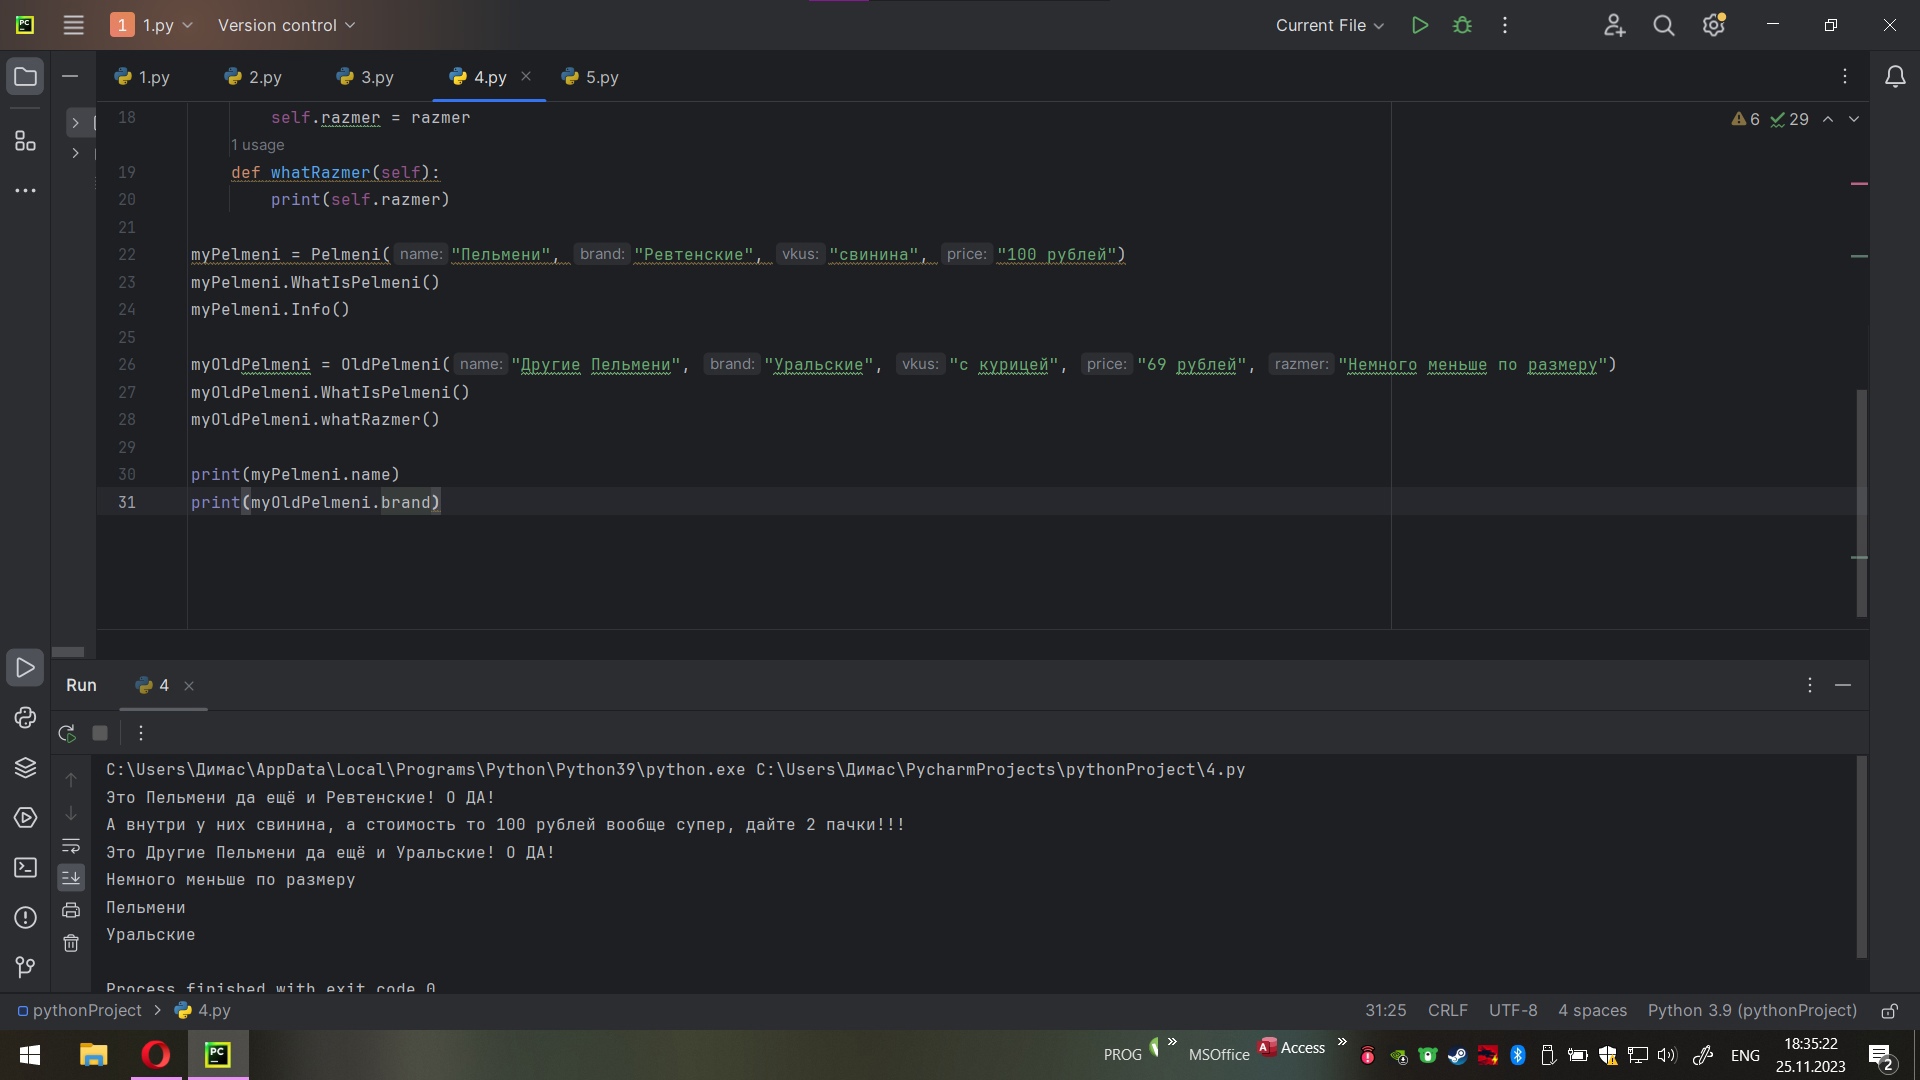 1 1.py Version control Current File
1.py 2.py 3.py 4.py 5.py
18 self.razmer = razmer 6 29
1 usage
19 def whatRazmer(self):
20 print(self.razmer)
21
22 myPelmeni = Pelmeni( name: "Пельмени", brand: "Ревтенские", vkus: "свинина", price: "100 рублей")
23 myPelmeni.WhatIsPelmeni()
24 myPelmeni.Info()
25
26 myOldPelmeni = OldPelmeni( name: "Другие Пельмени", brand: "Уральские", vkus: "с курицей", price: "69 рублей", razmer: "Немного меньше по размеру")
27 myOldPelmeni.WhatIsPelmeni()
28 myOldPelmeni.whatRazmer()
29
30 print(myPelmeni.name)
31 print(myOldPelmeni.brand)
Run 4
C:\Users\Димас\AppData\Local\Programs\Python\Python39\python.exe C:\Users\Димас\PycharmProjects\pythonProject\4.py
Это Пельмени да ещё и Ревтенские! О ДА!
А внутри у них свинина, а стоимость то 100 рублей вообще супер, дайте 2 пачки!!!
Это Другие Пельмени да ещё и Уральские! О ДА!
Немного меньше по размеру
Пельмени
Уральские
Process finished with exit code 0
pythonProject > 4.py 31:25 CRLF UTF-8 4 spaces Python 3.9 (pythonProject)
PC PROG » MSOffice A Access » ENG 18:35:22
25.11.2023 2